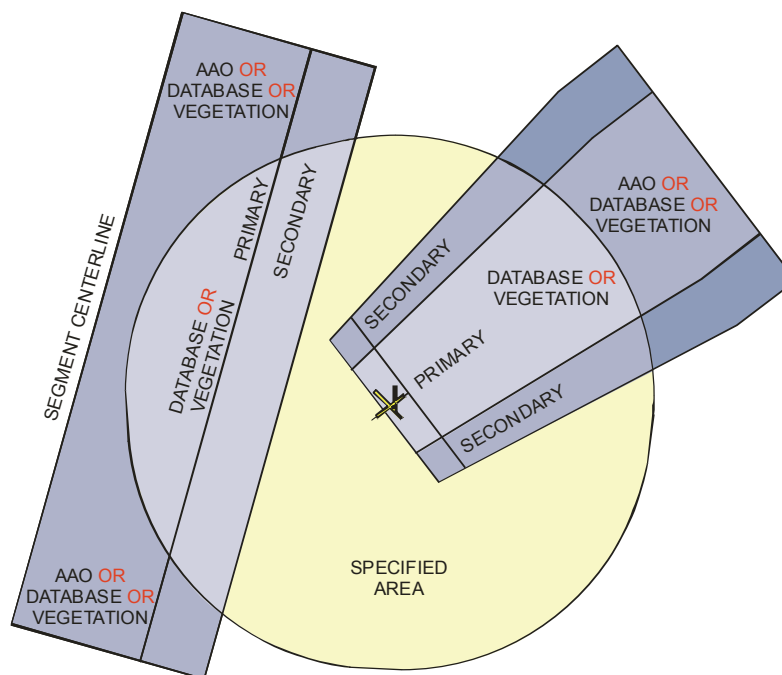 AAO OR
DATABASE OR
VEGETATION
SEGMENT CENTERLINE
PRIMARY
SECONDARY
DATABASE OR
VEGETATION
AAO OR
DATABASE OR
VEGETATION
AAO OR
DATABASE OR
VEGETATION
SECONDARY
DATABASE OR
VEGETATION
PRIMARY
SECONDARY
SPECIFIED
AREA